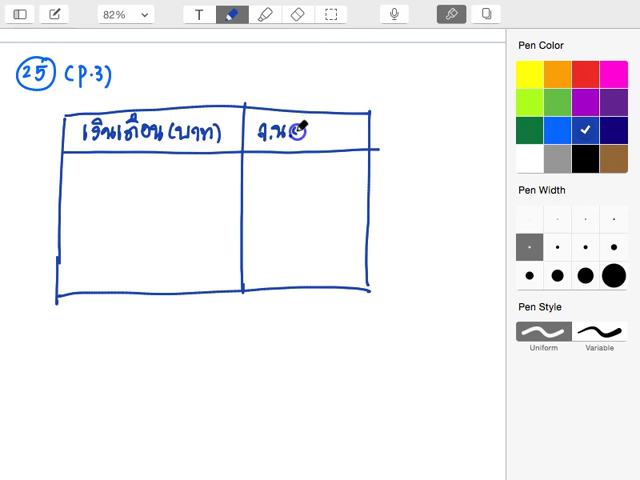 82%
Pen Color
25 (P.3)
เงินเดือน (บาท) จ.น
Pen Width
Pen Style
Uniform Variable